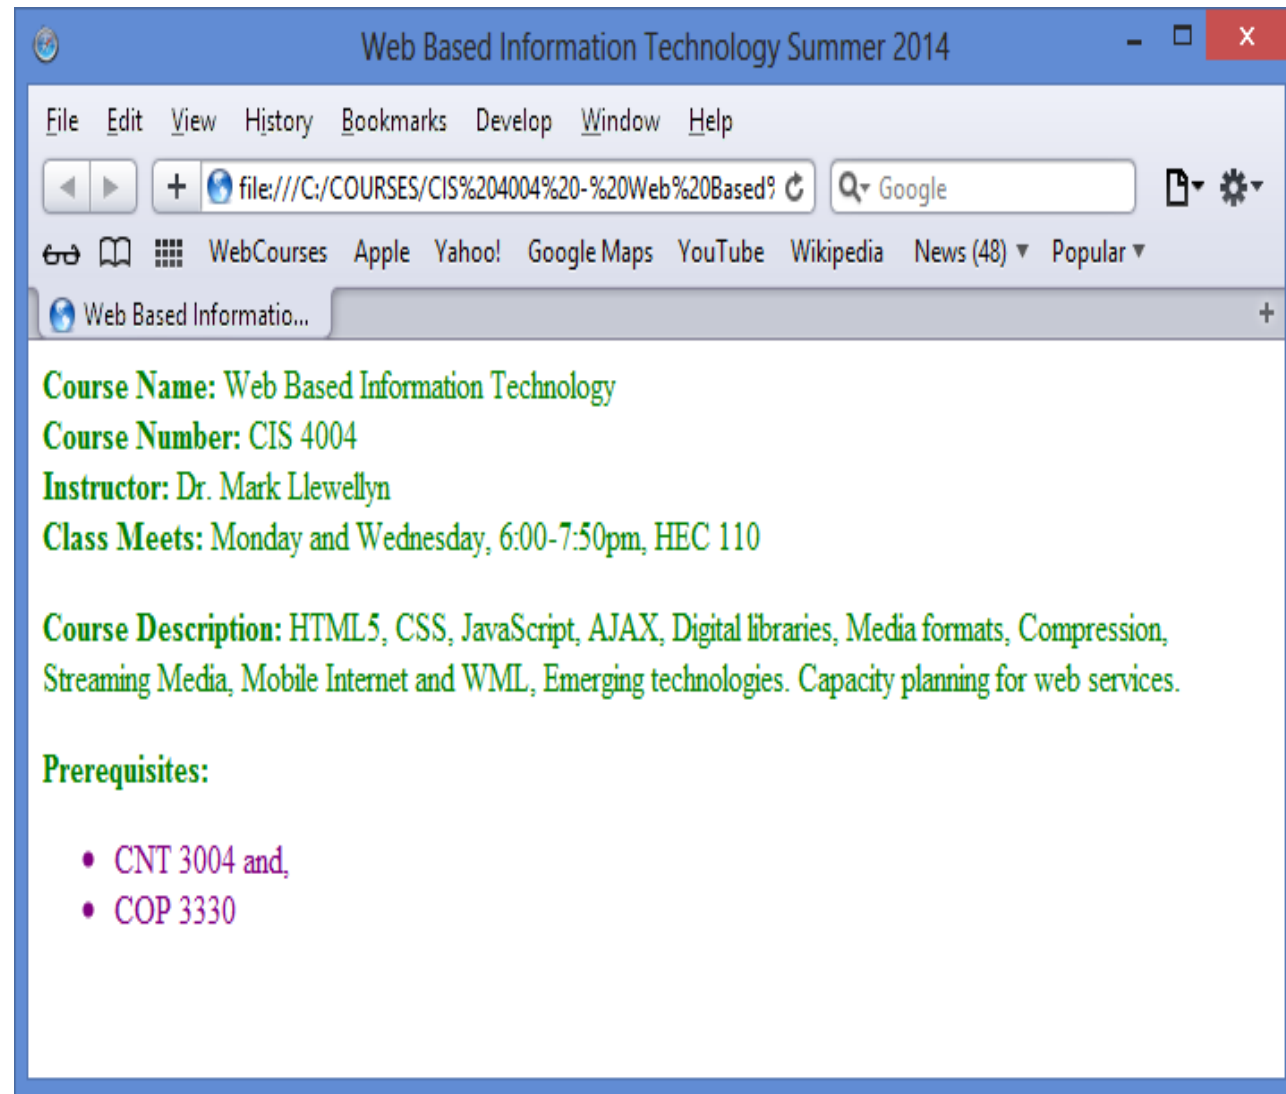 Web Based Information Technology Summer 2014
File Edit View History Bookmarks Develop Window Help
file:///C:/COURSES/CIS%204004%20-%20Web%20Based% Google
WebCourses Apple Yahoo! Google Maps YouTube Wikipedia News (48) Popular
Web Based Informatio...
Course Name: Web Based Information Technology
Course Number: CIS 4004
Instructor: Dr. Mark Llewellyn
Class Meets: Monday and Wednesday, 6:00-7:50pm, HEC 110
Course Description: HTML5, CSS, JavaScript, AJAX, Digital libraries, Media formats, Compression,
Streaming Media, Mobile Internet and WML, Emerging technologies. Capacity planning for web services.
Prerequisites:
• CNT 3004 and,
• COP 3330